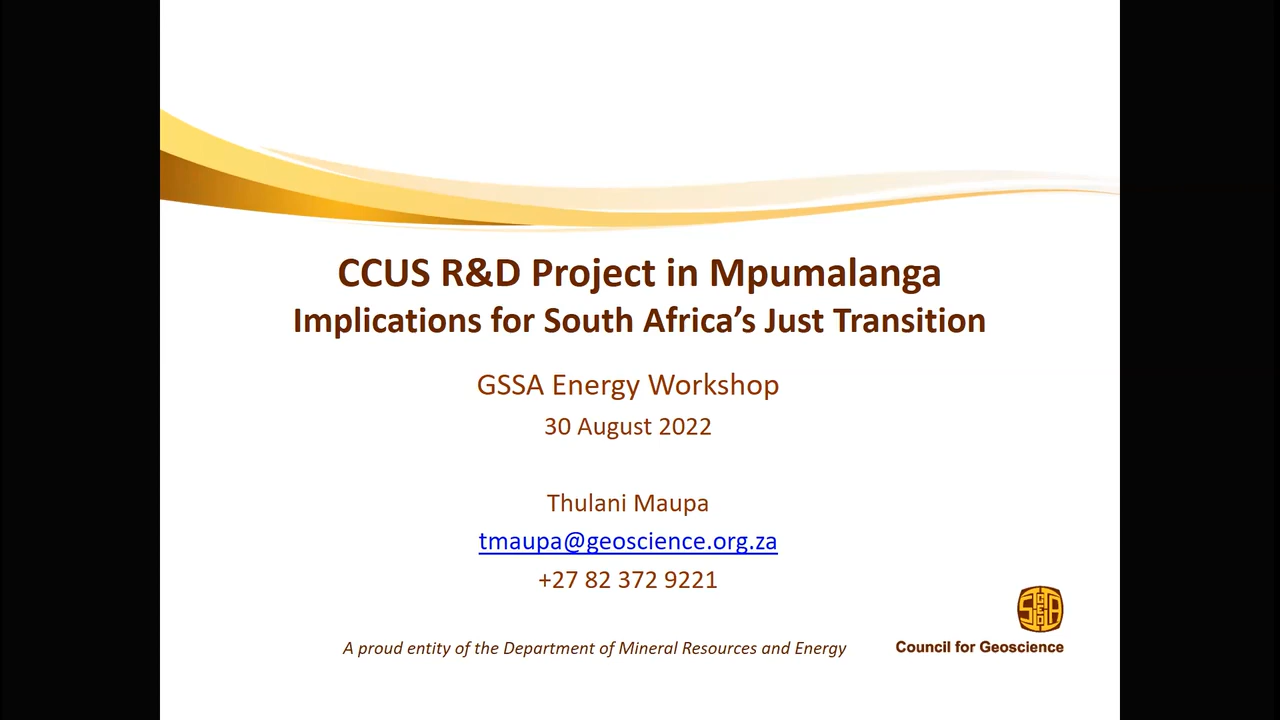 CCUS R&D Project in Mpumalanga
Implications for South Africa’s Just Transition
GSSA Energy Workshop
30 August 2022
Thulani Maupa
tmaupa@geoscience.org.za
+27 82 372 9221
A proud entity of the Department of Mineral Resources and Energy
Council for Geoscience